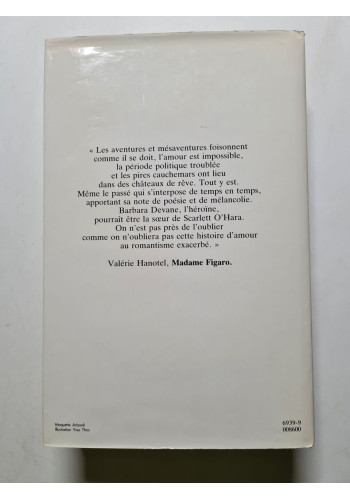 « Les aventures et mésaventures foisonnent
comme il se doit, l'amour est impossible,
la période politique troublée
et les pires cauchemars ont lieu
dans des châteaux de rêve. Tout y est.
Même le passé qui s'interpose de temps en temps,
apportant sa note de poésie et de mélancolie.
Barbara Devane, l'héroïne,
pourrait être la sœur de Scarlett O'Hara.
On n'est pas près de l'oublier
comme on n'oubliera pas cette histoire d'amour
au romantisme exacerbé. »
Valérie Hanotel, Madame Figaro.
Illustration Yves Thos
6939-9
008600